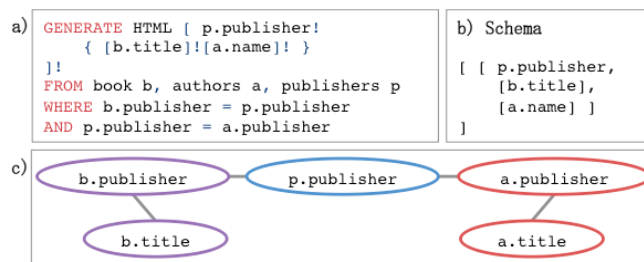 a) GENERATE HTML [ p.publisher!
{ [b.title]![a.name]! }
]!
FROM book b, authors a, publishers p
WHERE b.publisher = p.publisher
AND p.publisher = a.publisher
b) Schema
[ [ p.publisher,
[b.title],
[a.name] ]
]
c) b.publisher p.publisher a.publisher
b.title a.title